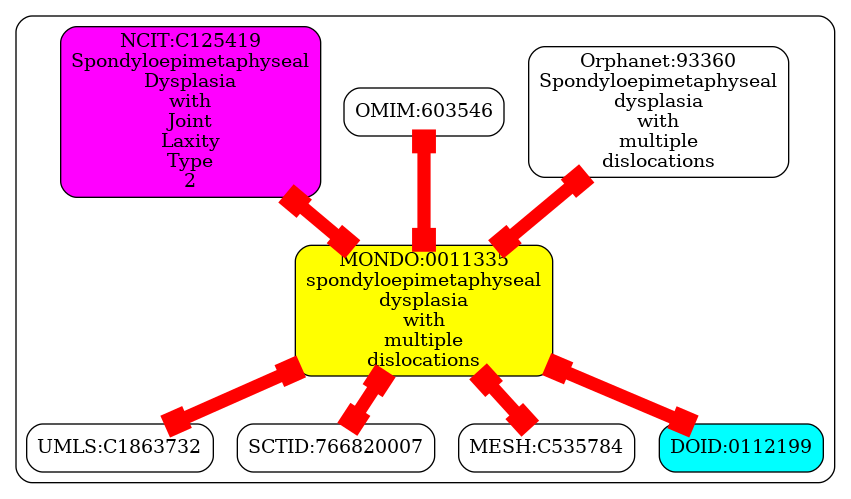 NCIT:C125419
Spondyloepimetaphyseal
Dysplasia
with
Joint
Laxity
Type
2
OMIM:603546
Orphanet:93360
Spondyloepimetaphyseal
dysplasia
with
multiple
dislocations
MONDO:0011335
spondyloepimetaphyseal
dysplasia
with
multiple
dislocations
UMLS:C1863732
SCTID:766820007
MESH:C535784
DOID:0112199